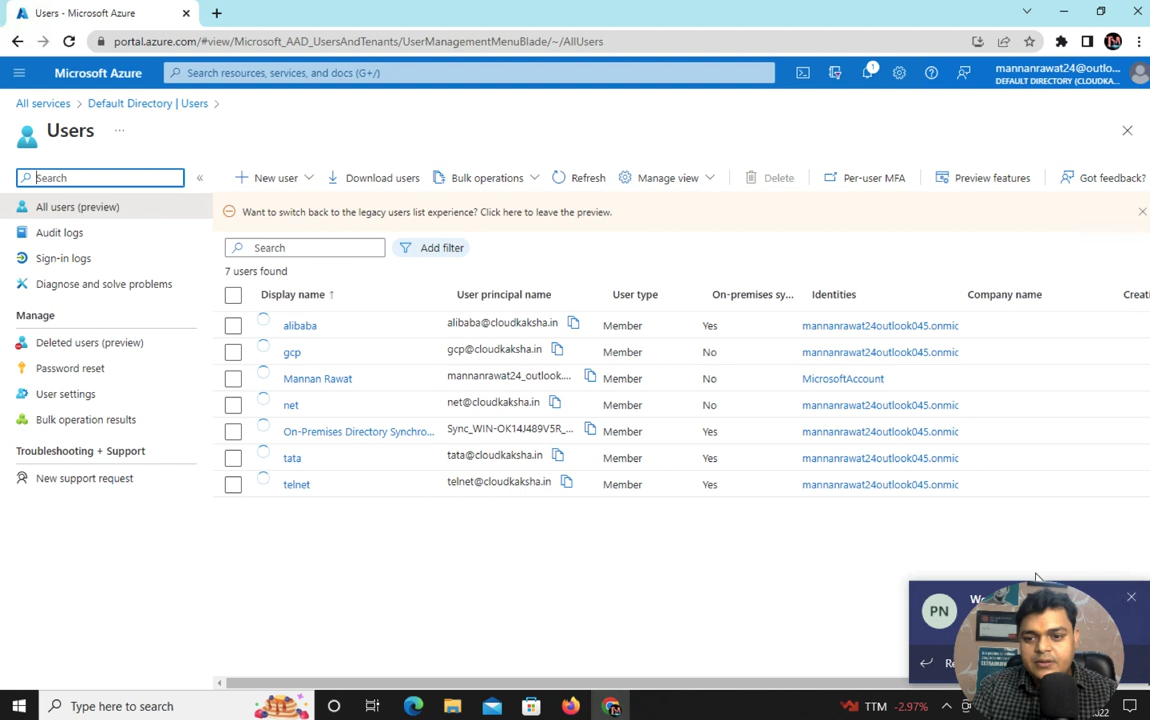 Users - Microsoft Azure
portal.azure.com/#view/Microsoft_AAD_UsersAndTenants/UserManagementMenuBlade/~/AllUsers
Microsoft Azure
Search resources, services, and docs (G+/)
1
mannanrawat24@outlo...
DEFAULT DIRECTORY (CLOUDKA...
All services > Default Directory | Users >
Users ...
Search «
New user
Download users
Bulk operations
Refresh
Manage view
Delete
Per-user MFA
Preview features
Got feedback?
All users (preview)
Audit logs
Sign-in logs
Diagnose and solve problems
Manage
Deleted users (preview)
Password reset
User settings
Bulk operation results
Troubleshooting + Support
New support request
Want to switch back to the legacy users list experience? Click here to leave the preview.
Search
Add filter
7 users found
Display name ↑ User principal name User type On-premises sy... Identities Company name Creati
alibaba alibaba@cloudkaksha.in Member Yes mannanrawat24outlook045.onmic
gcp gcp@cloudkaksha.in Member No mannanrawat24outlook045.onmic
Mannan Rawat mannanrawat24_outlook.... Member No MicrosoftAccount
net net@cloudkaksha.in Member No mannanrawat24outlook045.onmic
On-Premises Directory Synchro... Sync_WIN-OK14J489V5R_... Member Yes mannanrawat24outlook045.onmic
tata tata@cloudkaksha.in Member Yes mannanrawat24outlook045.onmic
telnet telnet@cloudkaksha.in Member Yes mannanrawat24outlook045.onmic
PN
Type here to search
TTM -2.97%